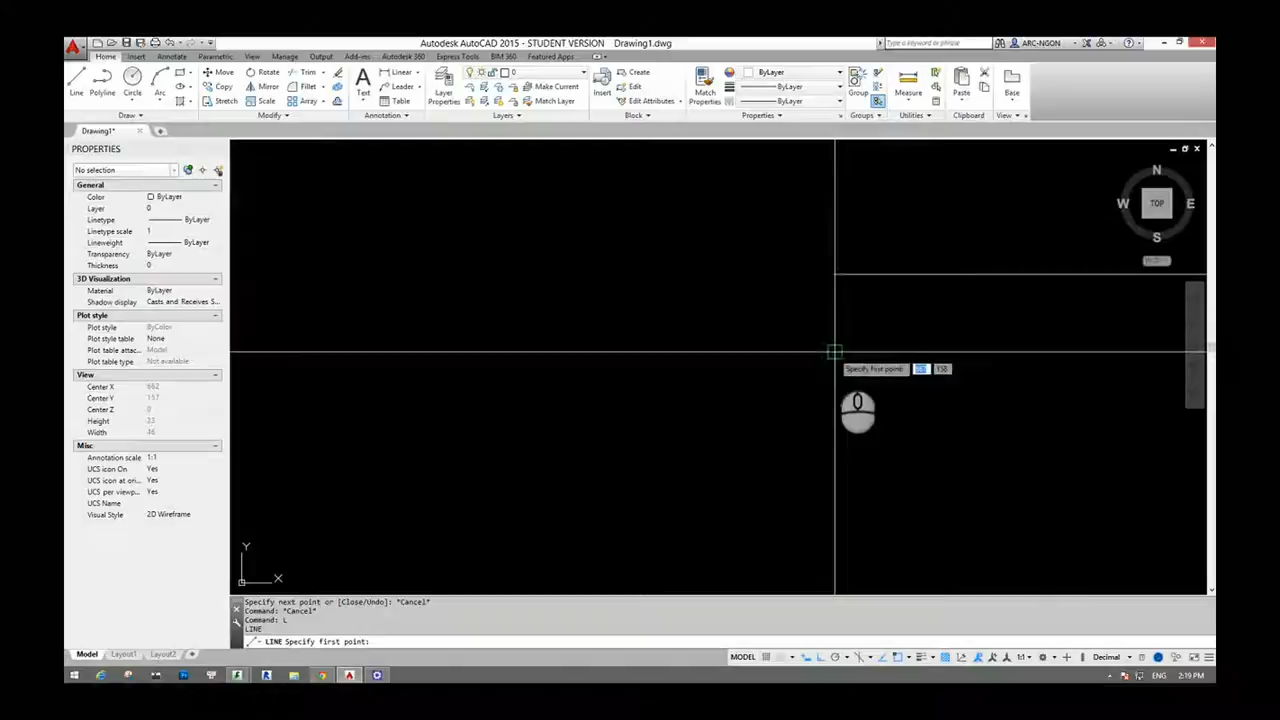 Autodesk AutoCAD 2015 - STUDENT VERSION Drawing1.dwg
Type a keyword or phrase
ARC-NGON
Home Insert Annotate Parametric View Manage Output Add-ins Autodesk 360 Express Tools BIM 360 Featured Apps
Line Polyline Circle Arc
Move Rotate Trim
Copy Mirror Fillet
Stretch Scale Array
Text
Linear
Leader
Table
Layer Properties
0
Make Current
Match Layer
Insert
Create
Edit
Edit Attributes
Match Properties
ByLayer
ByLayer
ByLayer
Group
Measure
Paste
Base
Draw Modify Annotation Layers Block Properties Groups Utilities Clipboard View
Drawing1*
PROPERTIES
No selection
General
Color ByLayer
Layer 0
Linetype ByLayer
Linetype scale 1
Lineweight ByLayer
Transparency ByLayer
Thickness 0
3D Visualization
Material ByLayer
Shadow display Casts and Receives S...
Plot style
Plot style ByColor
Plot style table None
Plot table attac... Model
Plot table type Not available
View
Center X 662
Center Y 157
Center Z 0
Height 23
Width 46
Misc
Annotation scale 1:1
UCS icon On Yes
UCS icon at ori... Yes
UCS per viewp... Yes
UCS Name
Visual Style 2D Wireframe
N
W TOP E
S
Specify first point: 158
Y
X
Specify next point or [Close/Undo]: *Cancel*
Command: *Cancel*
Command: L
LINE
LINE Specify first point:
Model Layout1 Layout2
MODEL 1:1 Decimal
ENG 2:19 PM